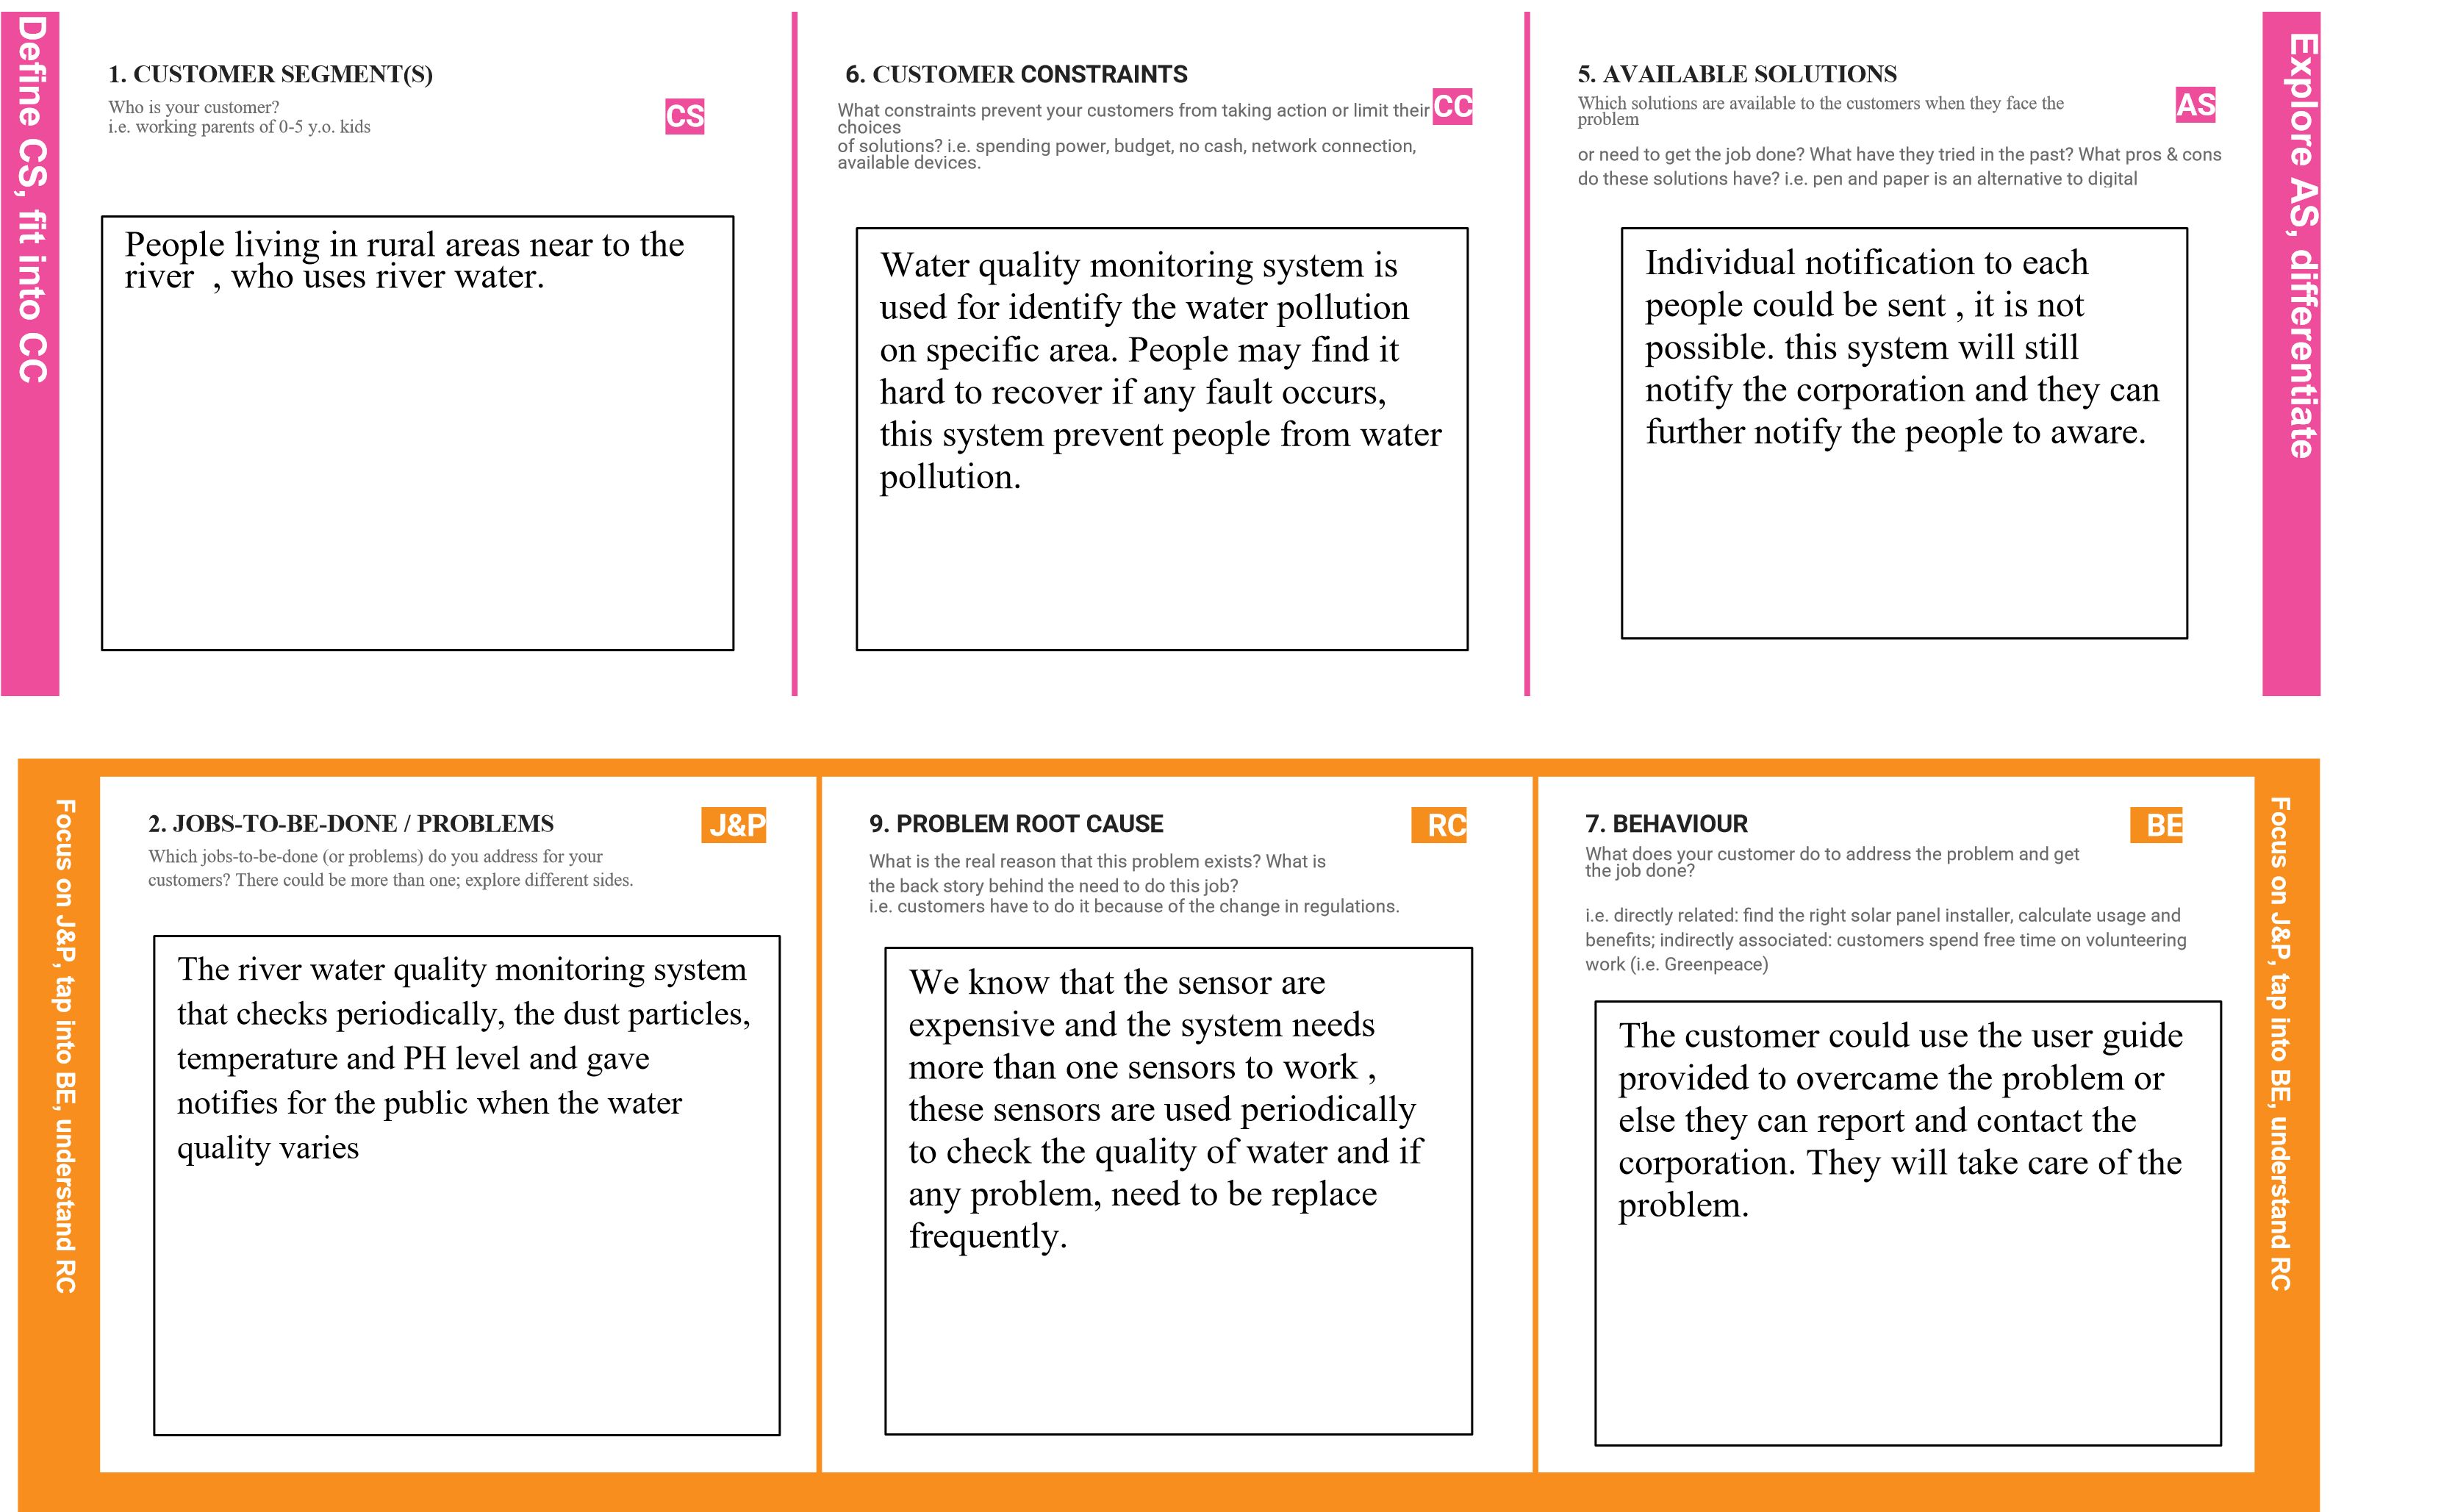 Define CS, fit into CC
1. CUSTOMER SEGMENT(S)
Who is your customer?
i.e. working parents of 0-5 y.o. kids
CS
People living in rural areas near to the
river , who uses river water.
6. CUSTOMER CONSTRAINTS
What constraints prevent your customers from taking action or limit their
choices
of solutions? i.e. spending power, budget, no cash, network connection,
available devices.
CC
Water quality monitoring system is
used for identify the water pollution
on specific area. People may find it
hard to recover if any fault occurs,
this system prevent people from water
pollution.
5. AVAILABLE SOLUTIONS
Which solutions are available to the customers when they face the
problem
or need to get the job done? What have they tried in the past? What pros & cons
do these solutions have? i.e. pen and paper is an alternative to digital
AS
Individual notification to each
people could be sent , it is not
possible. this system will still
notify the corporation and they can
further notify the people to aware.
Explore AS, differentiate
Focus on J&P, tap into BE, understand RC
2. JOBS-TO-BE-DONE / PROBLEMS
Which jobs-to-be-done (or problems) do you address for your
customers? There could be more than one; explore different sides.
J&P
The river water quality monitoring system
that checks periodically, the dust particles,
temperature and PH level and gave
notifies for the public when the water
quality varies
9. PROBLEM ROOT CAUSE
What is the real reason that this problem exists? What is
the back story behind the need to do this job?
i.e. customers have to do it because of the change in regulations.
RC
We know that the sensor are
expensive and the system needs
more than one sensors to work ,
these sensors are used periodically
to check the quality of water and if
any problem, need to be replace
frequently.
7. BEHAVIOUR
What does your customer do to address the problem and get
the job done?
i.e. directly related: find the right solar panel installer, calculate usage and
benefits; indirectly associated: customers spend free time on volunteering
work (i.e. Greenpeace)
BE
The customer could use the user guide
provided to overcame the problem or
else they can report and contact the
corporation. They will take care of the
problem.
Focus on J&P, tap into BE, understand RC